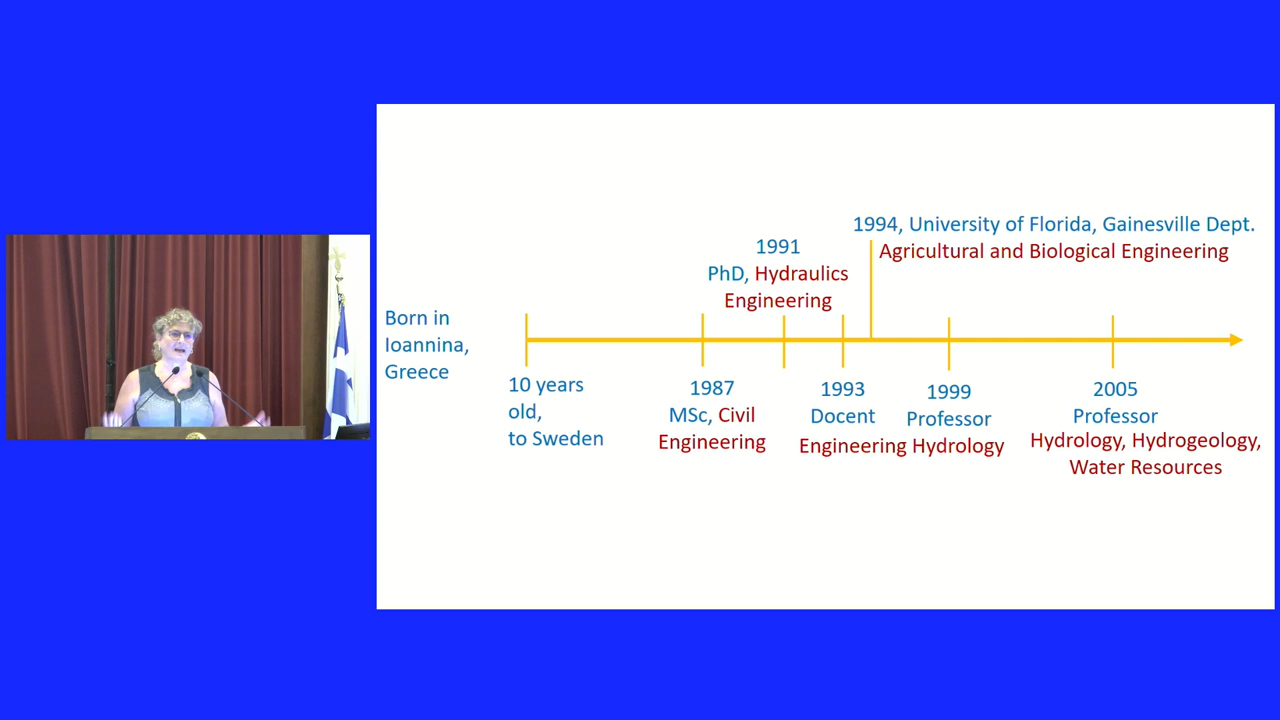 Born in
Ioannina,
Greece
10 years
old,
to Sweden
1987
MSc, Civil
Engineering
1991
PhD, Hydraulics
Engineering
1993
Docent
1999
Professor
Engineering Hydrology
1994, University of Florida, Gainesville Dept.
Agricultural and Biological Engineering
2005
Professor
Hydrology, Hydrogeology,
Water Resources